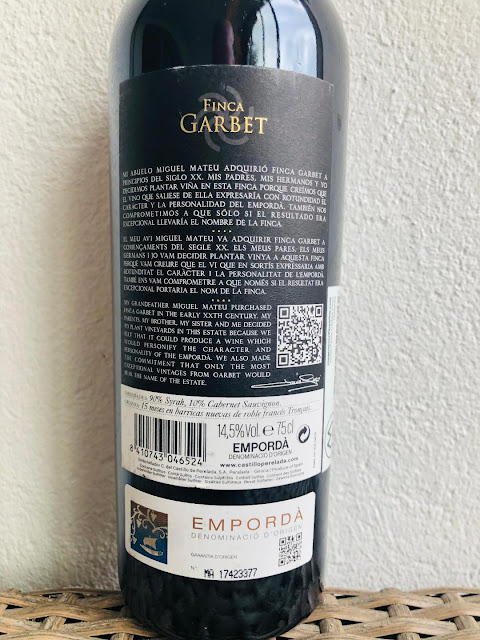 FINCA
GARBET
MI ABUELO MIGUEL MATEU ADQUIRIÓ FINCA GARBET A
PRINCIPIOS DEL SIGLO XX. MIS PADRES, MIS HERMANOS Y YO
DECIDIMOS PLANTAR VIÑA EN ESTA FINCA PORQUE CREÍMOS QUE
EL VINO QUE SALIESE DE ELLA EXPRESARÍA CON ROTUNDIDAD EL
CARÁCTER Y LA PERSONALIDAD DEL EMPORDÀ. TAMBIÉN NOS
COMPROMETIMOS A QUE SÓLO SI EL RESULTADO ERA
EXCEPCIONAL LLEVARÍA EL NOMBRE DE LA FINCA.
EL MEU AVI MIGUEL MATEU VA ADQUIRIR FINCA GARBET A
COMENÇAMENTS DEL SEGLE XX. ELS MEUS PARES, ELS MEUS
GERMANS I JO VAM DECIDIR PLANTAR VINYA A AQUESTA FINCA
PERQUÈ VAM CREURE QUE EL VI QUE EN SORTÍS EXPRESSARIA AMB
ROTUNDITAT EL CARÀCTER I LA PERSONALITAT DE L'EMPORDÀ.
TAMBÉ ENS VAM COMPROMETRE A QUE NOMÉS SI EL RESULTAT ERA
EXCEPCIONAL PORTARIA EL NOM DE LA FINCA.
MY GRANDFATHER MIGUEL MATEU PURCHASED
FINCA GARBET IN THE EARLY XXTH CENTURY. MY
PARENTS, MY BROTHER, MY SISTER AND ME DECIDED
TO PLANT VINEYARDS IN THIS ESTATE BECAUSE WE
FELT THAT IT COULD PRODUCE A WINE WHICH
WOULD PERSONIFY THE CHARACTER AND
PERSONALITY OF THE EMPORDÀ. WE ALSO MADE
THE COMMITMENT THAT ONLY THE MOST
EXCEPTIONAL VINTAGES FROM GARBET WOULD
BEAR THE NAME OF THE ESTATE.
90% Syrah, 10% Cabernet Sauvignon.
15 meses en barricas nuevas de roble francés Tronçais.
8 410743 046524
14,5%Vol. e 75cl
EMPORDÀ
DENOMINACIÓ D'ORIGEN
www.castilloperelada.com
EMPORDÀ
DENOMINACIÓ D'ORIGEN
GARANTIA D'ORIGEN
Nº MA 17423377